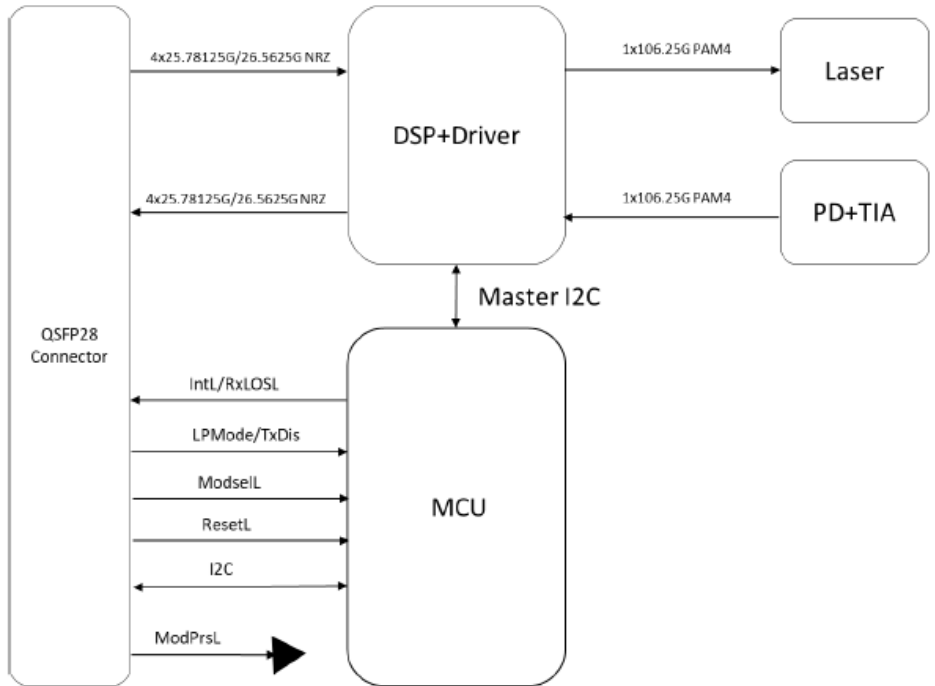 4x25.78125G/26.5625G NRZ
1x106.25G PAM4
Laser
DSP+Driver
4x25.78125G/26.5625G NRZ
1x106.25G PAM4
PD+TIA
Master I2C
QSFP28
Connector
IntL/RxLOSL
LPMode/TxDis
ModselL
ResetL
I2C
ModPrsL
MCU